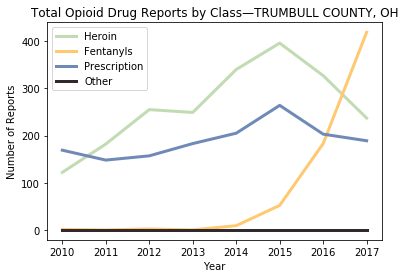 Total Opioid Drug Reports by Class—TRUMBULL COUNTY, OH
Heroin
Fentanyls
Prescription
Other
Number of Reports
400
300
200
100
0
2010 2011 2012 2013 2014 2015 2016 2017
Year